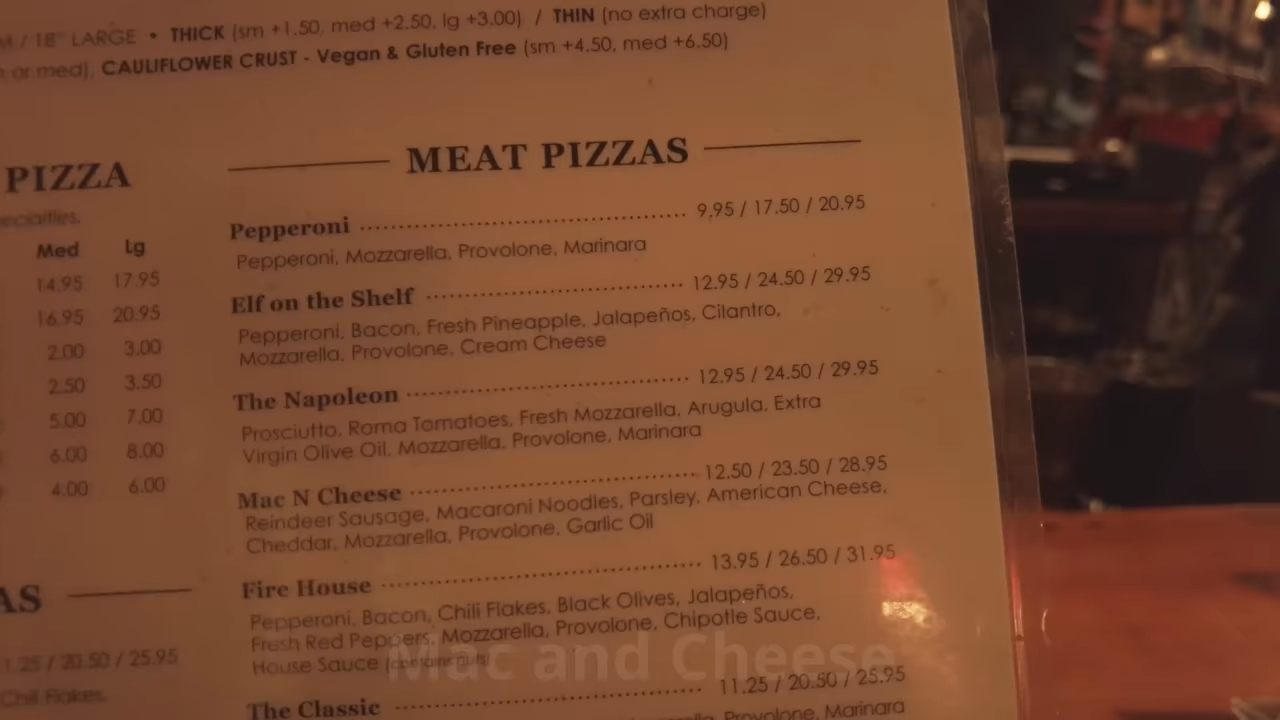 M / 18" LARGE • THICK (sm +1.50, med +2.50, lg +3.00) / THIN (no extra charge)
or med), CAULIFLOWER CRUST - Vegan & Gluten Free (sm +4.50, med +6.50)
PIZZA
ecialties.
Med Lg
14.95 17.95
16.95 20.95
2.00 3.00
2.50 3.50
5.00 7.00
6.00 8.00
4.00 6.00
AS
1.25 / 20.50 / 25.95
Chili Flakes,
MEAT PIZZAS
Pepperoni 9.95 / 17.50 / 20.95
Pepperoni, Mozzarella, Provolone, Marinara
Elf on the Shelf 12.95 / 24.50 / 29.95
Pepperoni, Bacon, Fresh Pineapple, Jalapeños, Cilantro,
Mozzarella, Provolone, Cream Cheese
The Napoleon 12.95 / 24.50 / 29.95
Prosciutto, Roma Tomatoes, Fresh Mozzarella, Arugula, Extra
Virgin Olive Oil, Mozzarella, Provolone, Marinara
Mac N Cheese 12.50 / 23.50 / 28.95
Reindeer Sausage, Macaroni Noodles, Parsley, American Cheese,
Cheddar, Mozzarella, Provolone, Garlic Oil
Fire House 13.95 / 26.50 / 31.95
Pepperoni, Bacon, Chili Flakes, Black Olives, Jalapeños,
Fresh Red Peppers, Mozzarella, Provolone, Chipotle Sauce,
House Sauce (contains nuts)
Mac and Cheese
The Classic 11.25 / 20.50 / 25.95
Mozzarella, Provolone, Marinara